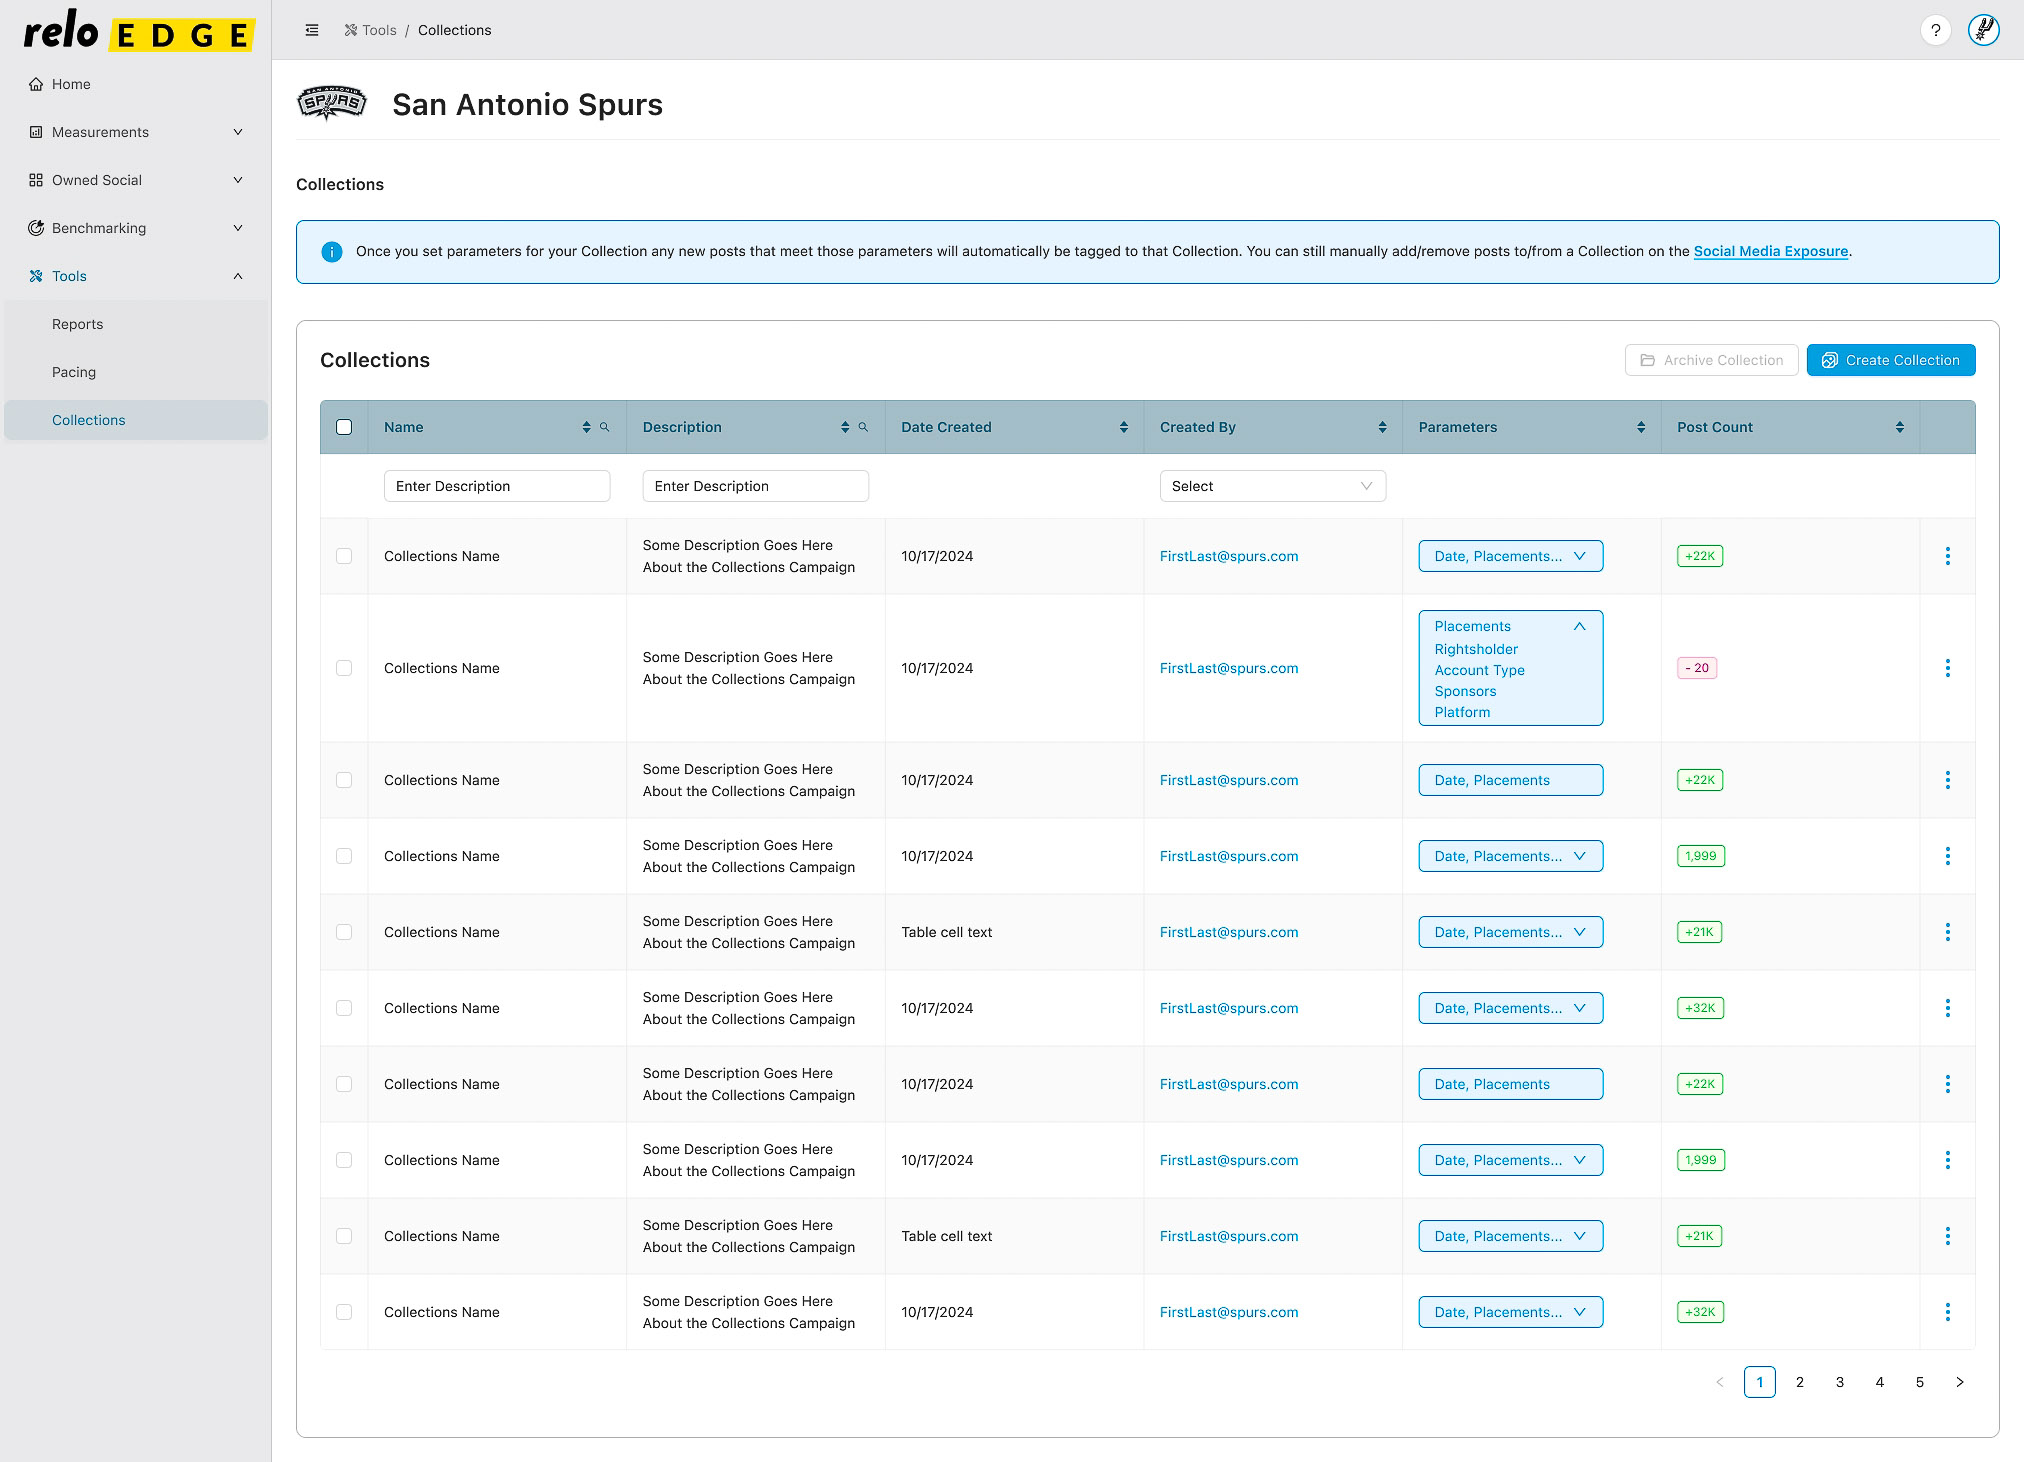 relo EDGE
Tools / Collections
?
Home
Measurements
Owned Social
Benchmarking
Tools
Reports
Pacing
Collections
SAN ANTONIO
SPURS
San Antonio Spurs
Collections
Once you set parameters for your Collection any new posts that meet those parameters will automatically be tagged to that Collection. You can still manually add/remove posts to/from a Collection on the Social Media Exposure.
Collections
Archive Collection
Create Collection
Name Description Date Created Created By Parameters Post Count
Enter Description Enter Description Select
Some Description Goes Here
Collections Name 10/17/2024 FirstLast@spurs.com Date, Placements... +22K
About the Collections Campaign
Placements
Rightsholder
Some Description Goes Here
Collections Name 10/17/2024 FirstLast@spurs.com Account Type - 20
About the Collections Campaign
Sponsors
Platform
Some Description Goes Here
Collections Name 10/17/2024 FirstLast@spurs.com Date, Placements +22K
About the Collections Campaign
Some Description Goes Here
Collections Name 10/17/2024 FirstLast@spurs.com Date, Placements... 1,999
About the Collections Campaign
Some Description Goes Here
Collections Name Table cell text FirstLast@spurs.com Date, Placements... +21K
About the Collections Campaign
Some Description Goes Here
Collections Name 10/17/2024 FirstLast@spurs.com Date, Placements... +32K
About the Collections Campaign
Some Description Goes Here
Collections Name 10/17/2024 FirstLast@spurs.com Date, Placements +22K
About the Collections Campaign
Some Description Goes Here
Collections Name 10/17/2024 FirstLast@spurs.com Date, Placements... 1,999
About the Collections Campaign
Some Description Goes Here
Collections Name Table cell text FirstLast@spurs.com Date, Placements... +21K
About the Collections Campaign
Some Description Goes Here
Collections Name 10/17/2024 FirstLast@spurs.com Date, Placements... +32K
About the Collections Campaign
< 1 2 3 4 5 >